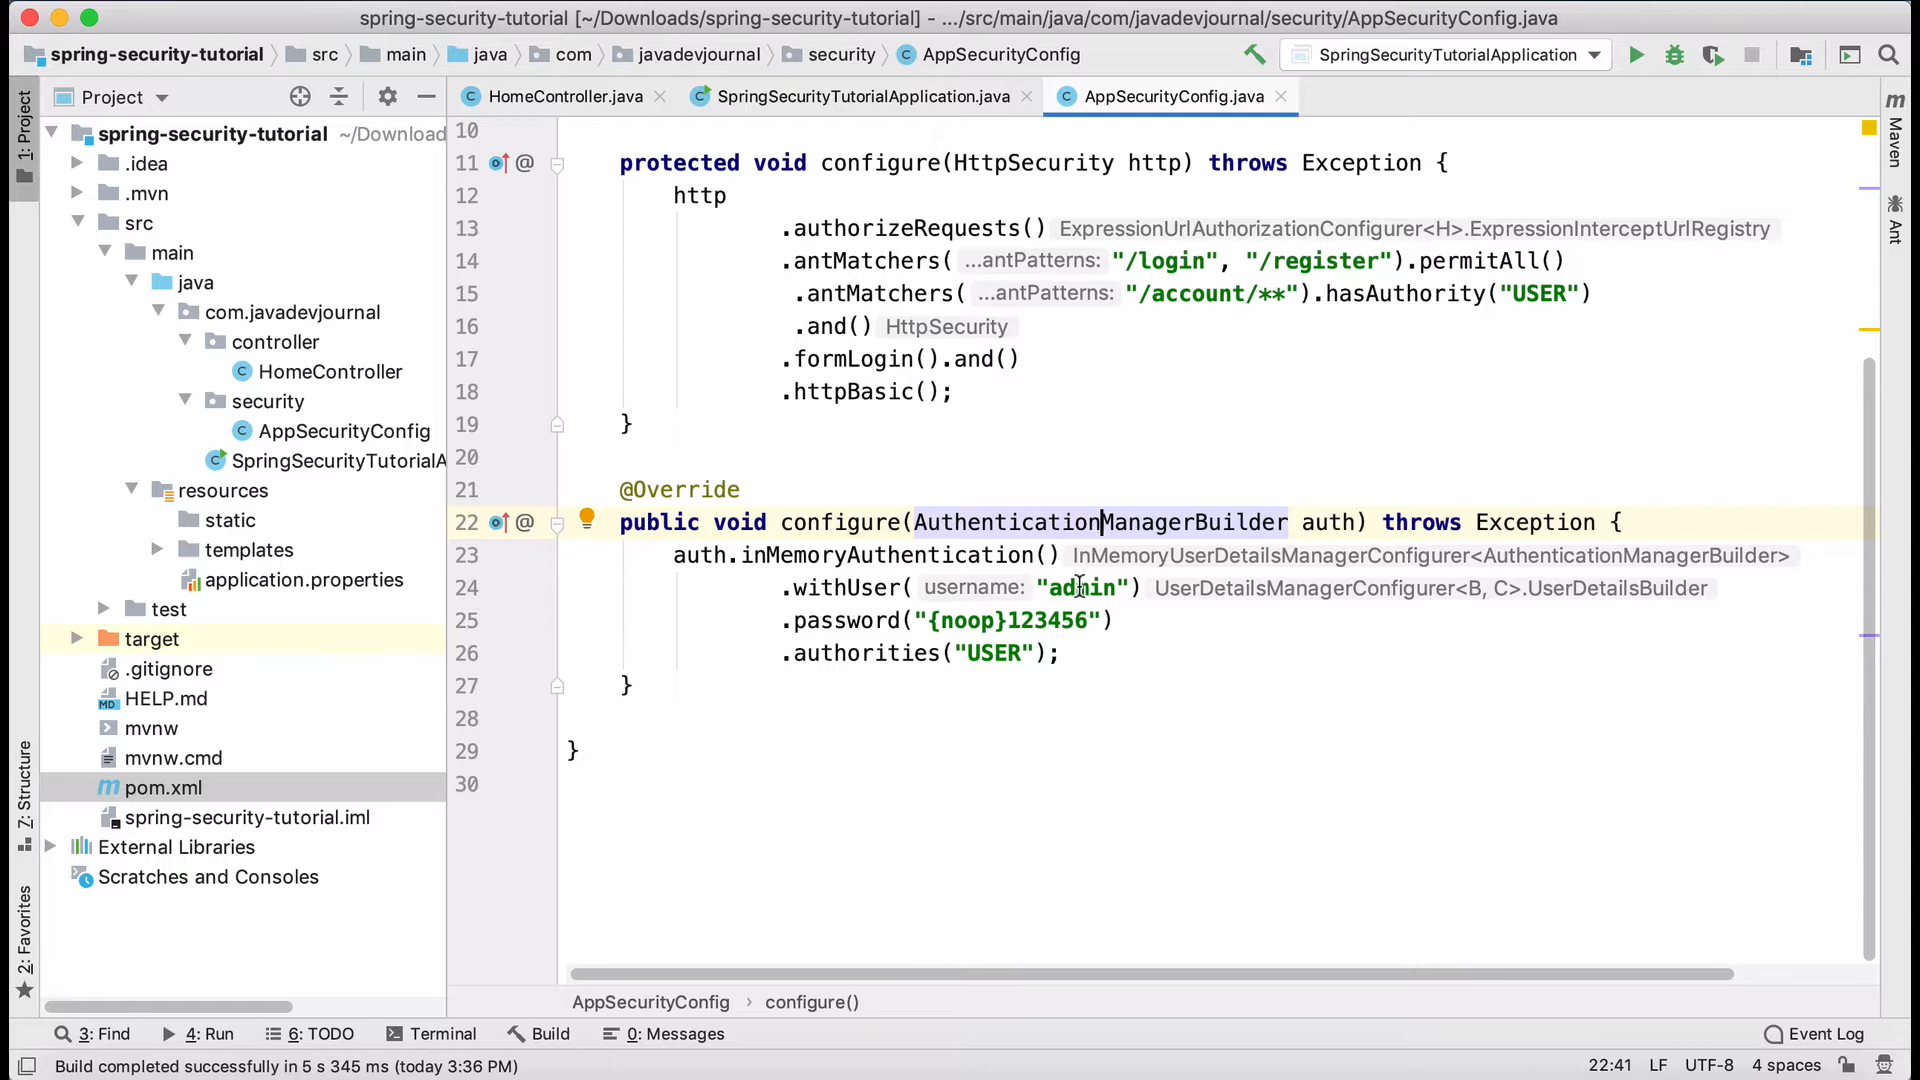 spring-security-tutorial [~/Downloads/spring-security-tutorial] - .../src/main/java/com/javadevjournal/security/AppSecurityConfig.java
spring-security-tutorial src main java com javadevjournal security AppSecurityConfig SpringSecurityTutorialApplication
Project
HomeController.java SpringSecurityTutorialApplication.java AppSecurityConfig.java
1: Project
Z: Structure
2: Favorites
spring-security-tutorial ~/Download
.idea
.mvn
src
main
java
com.javadevjournal
controller
HomeController
security
AppSecurityConfig
SpringSecurityTutorialA
resources
static
templates
application.properties
test
target
.gitignore
HELP.md
mvnw
mvnw.cmd
pom.xml
spring-security-tutorial.iml
External Libraries
Scratches and Consoles
10
11 @ protected void configure(HttpSecurity http) throws Exception {
12 http
13 .authorizeRequests() ExpressionUrlAuthorizationConfigurer<H>.ExpressionInterceptUrlRegistry
14 .antMatchers( ...antPatterns: "/login", "/register").permitAll()
15 .antMatchers( ...antPatterns: "/account/**").hasAuthority("USER")
16 .and() HttpSecurity
17 .formLogin().and()
18 .httpBasic();
19 }
20
21 @Override
22 @ public void configure(AuthenticationManagerBuilder auth) throws Exception {
23 auth.inMemoryAuthentication() InMemoryUserDetailsManagerConfigurer<AuthenticationManagerBuilder>
24 .withUser( username: "admin") UserDetailsManagerConfigurer<B, C>.UserDetailsBuilder
25 .password("{noop}123456")
26 .authorities("USER");
27 }
28
29 }
30
Maven
Ant
AppSecurityConfig › configure()
3: Find 4: Run 6: TODO Terminal Build 0: Messages Event Log
Build completed successfully in 5 s 345 ms (today 3:36 PM) 22:41 LF UTF-8 4 spaces